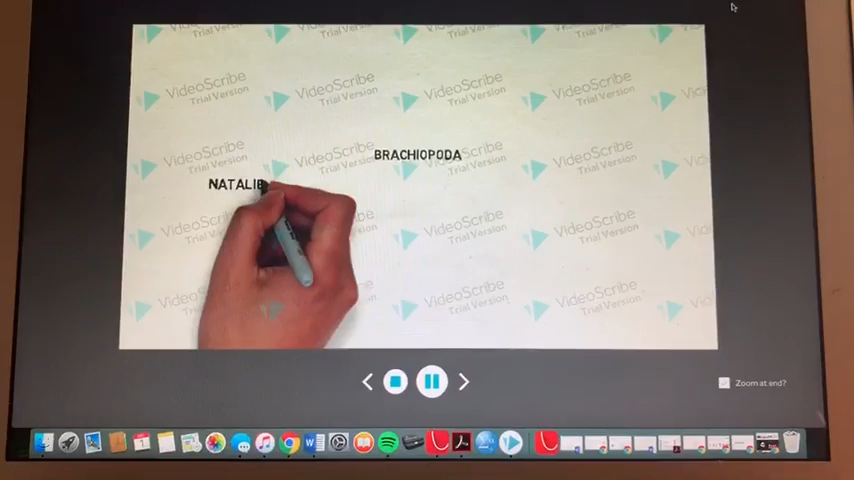 VideoScribe
Trial Version
BRACHIOPODA
NATALIE
Zoom at end?